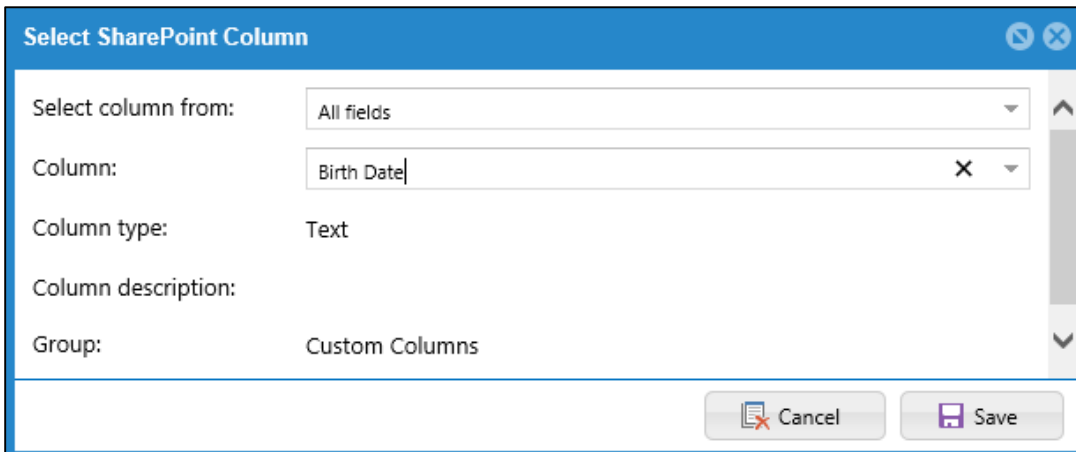 Select SharePoint Column
Select column from: All fields
Column: Birth Date
Column type: Text
Column description:
Group: Custom Columns
Cancel Save